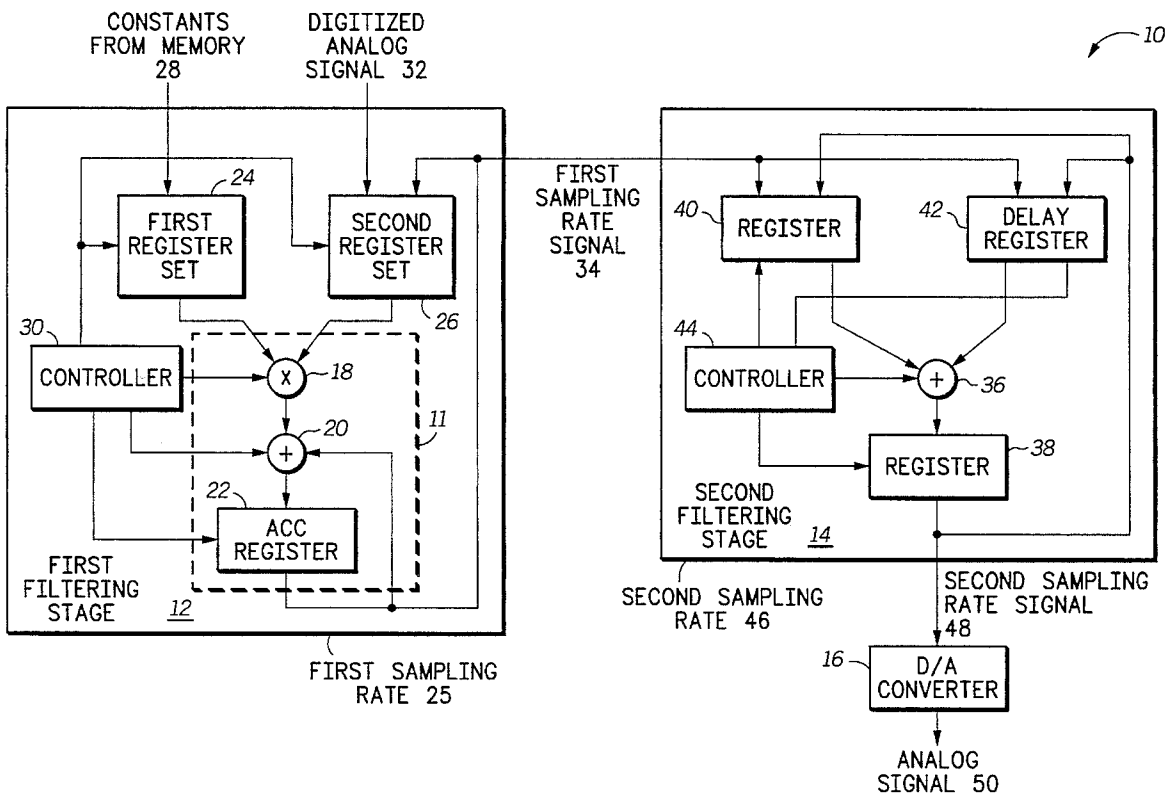 CONSTANTS
FROM MEMORY
28
DIGITIZED
ANALOG
SIGNAL 32
10
24
FIRST
REGISTER
SET
SECOND
REGISTER
SET
26
FIRST
SAMPLING
RATE
SIGNAL
34
40
REGISTER
42
DELAY
REGISTER
30
CONTROLLER
X
18
11
20
+
22
ACC
REGISTER
FIRST
FILTERING
STAGE
12
FIRST SAMPLING
RATE 25
44
CONTROLLER
+
36
REGISTER
38
SECOND
FILTERING
STAGE
14
SECOND SAMPLING
RATE 46
SECOND SAMPLING
RATE SIGNAL
48
16
D/A
CONVERTER
ANALOG
SIGNAL 50